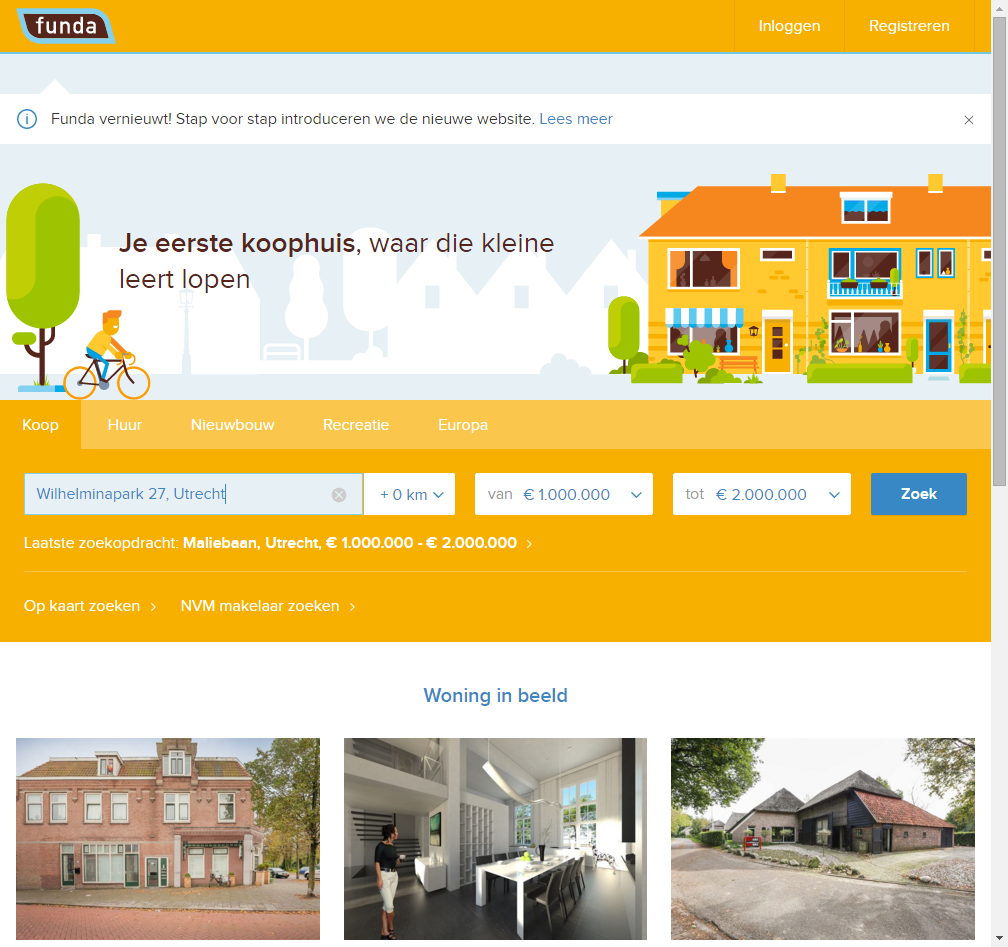 funda
Inloggen
Registreren
Funda vernieuwt! Stap voor stap introduceren we de nieuwe website. Lees meer
Je eerste koophuis, waar die kleine
leert lopen
Koop
Huur
Nieuwbouw
Recreatie
Europa
Wilhelminapark 27, Utrecht
+ 0 km
van € 1.000.000
tot € 2.000.000
Zoek
Laatste zoekopdracht: Maliebaan, Utrecht, € 1.000.000 - € 2.000.000
Op kaart zoeken
NVM makelaar zoeken
Woning in beeld